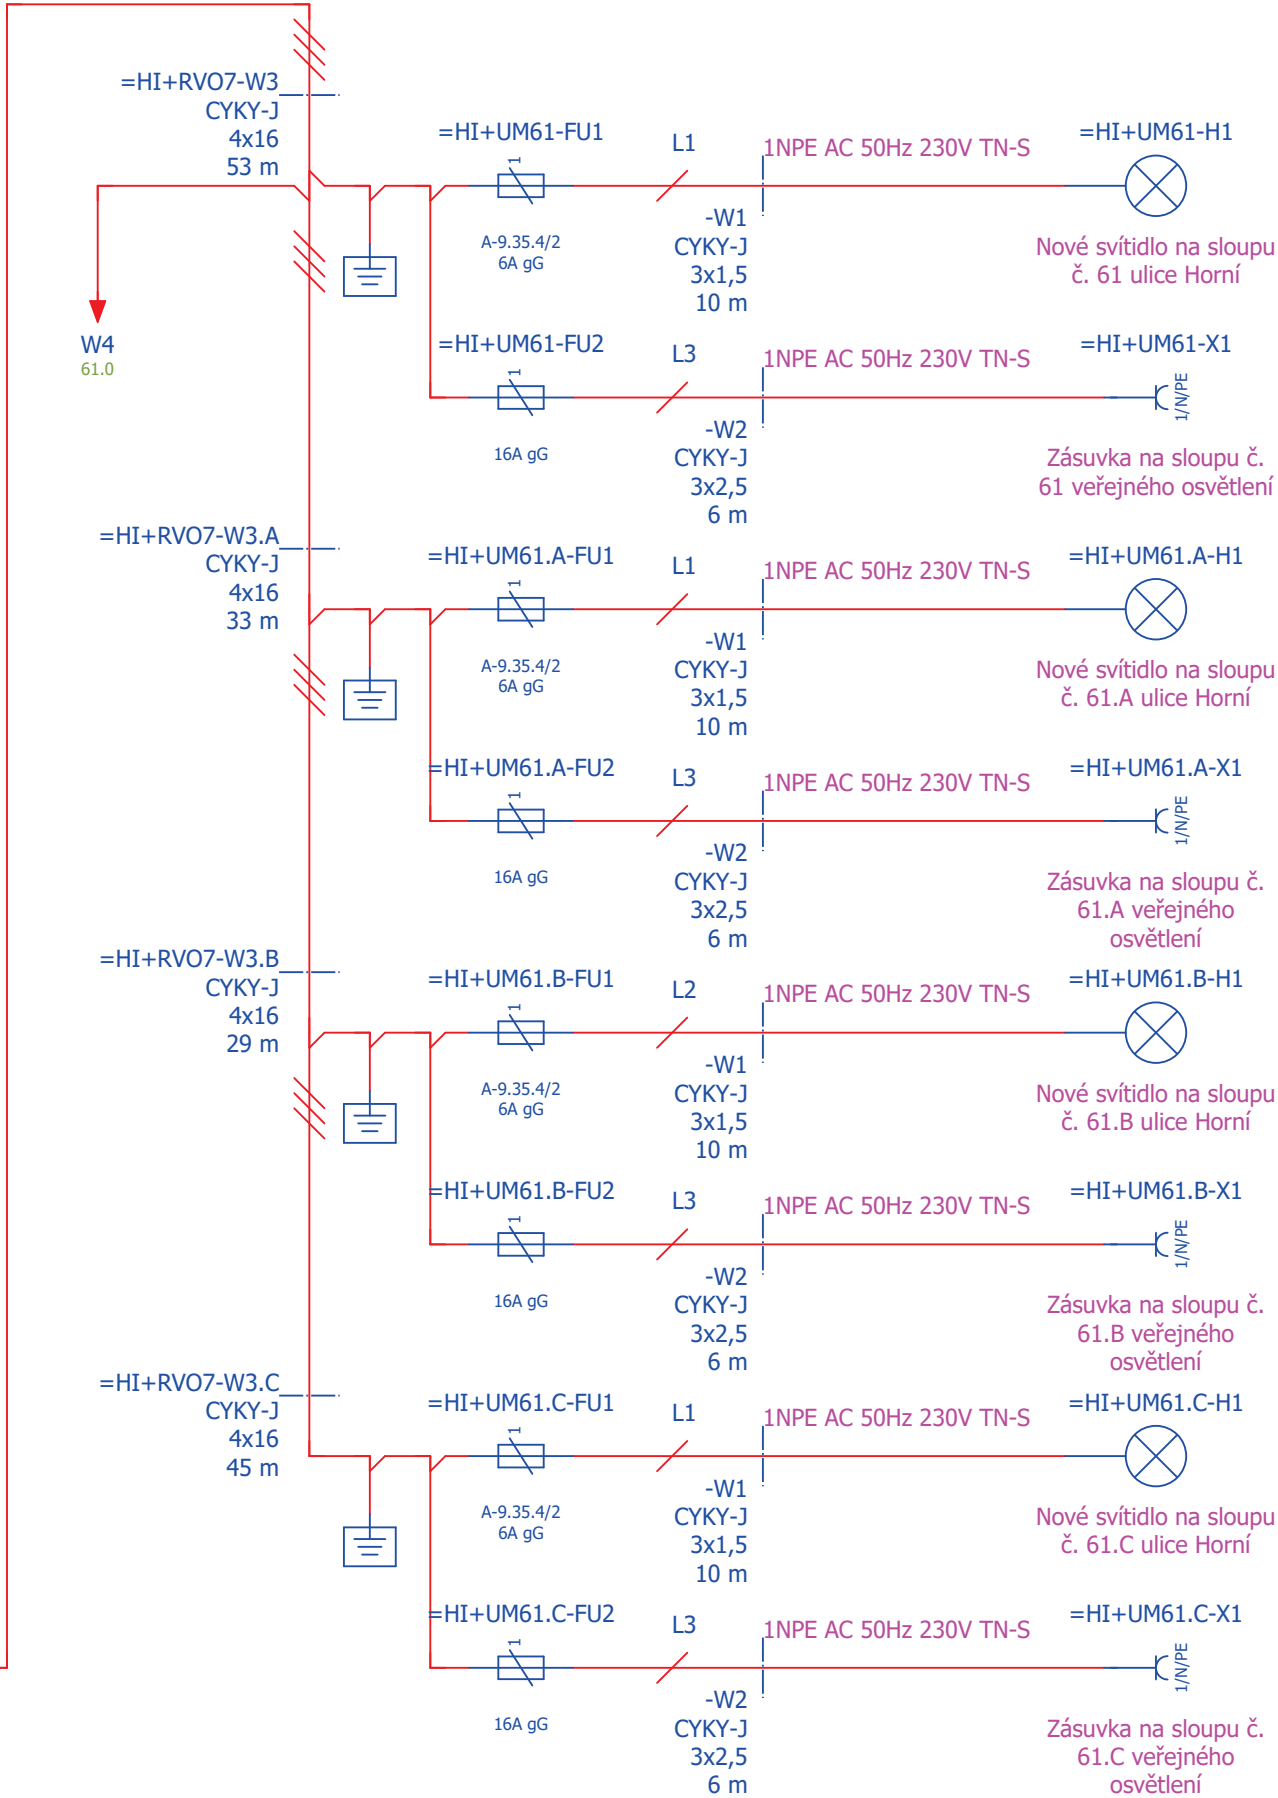 =HI+RVO7-W3
CYKY-J
4x16
53 m
W4
61.0
=HI+UM61-FU1
1
A-9.35.4/2
6A gG
L1
1NPE AC 50Hz 230V TN-S
-W1
CYKY-J
3x1,5
10 m
=HI+UM61-H1
Nové svítidlo na sloupu
č. 61 ulice Horní
=HI+UM61-FU2
1
16A gG
L3
1NPE AC 50Hz 230V TN-S
-W2
CYKY-J
3x2,5
6 m
=HI+UM61-X1
1/N/PE
Zásuvka na sloupu č.
61 veřejného osvětlení
=HI+RVO7-W3.A
CYKY-J
4x16
33 m
=HI+UM61.A-FU1
1
A-9.35.4/2
6A gG
L1
1NPE AC 50Hz 230V TN-S
-W1
CYKY-J
3x1,5
10 m
=HI+UM61.A-H1
Nové svítidlo na sloupu
č. 61.A ulice Horní
=HI+UM61.A-FU2
1
16A gG
L3
1NPE AC 50Hz 230V TN-S
-W2
CYKY-J
3x2,5
6 m
=HI+UM61.A-X1
1/N/PE
Zásuvka na sloupu č.
61.A veřejného
osvětlení
=HI+RVO7-W3.B
CYKY-J
4x16
29 m
=HI+UM61.B-FU1
1
A-9.35.4/2
6A gG
L2
1NPE AC 50Hz 230V TN-S
-W1
CYKY-J
3x1,5
10 m
=HI+UM61.B-H1
Nové svítidlo na sloupu
č. 61.B ulice Horní
=HI+UM61.B-FU2
1
16A gG
L3
1NPE AC 50Hz 230V TN-S
-W2
CYKY-J
3x2,5
6 m
=HI+UM61.B-X1
1/N/PE
Zásuvka na sloupu č.
61.B veřejného
osvětlení
=HI+RVO7-W3.C
CYKY-J
4x16
45 m
=HI+UM61.C-FU1
1
A-9.35.4/2
6A gG
L1
1NPE AC 50Hz 230V TN-S
-W1
CYKY-J
3x1,5
10 m
=HI+UM61.C-H1
Nové svítidlo na sloupu
č. 61.C ulice Horní
=HI+UM61.C-FU2
1
16A gG
L3
1NPE AC 50Hz 230V TN-S
-W2
CYKY-J
3x2,5
6 m
=HI+UM61.C-X1
1/N/PE
Zásuvka na sloupu č.
61.C veřejného
osvětlení